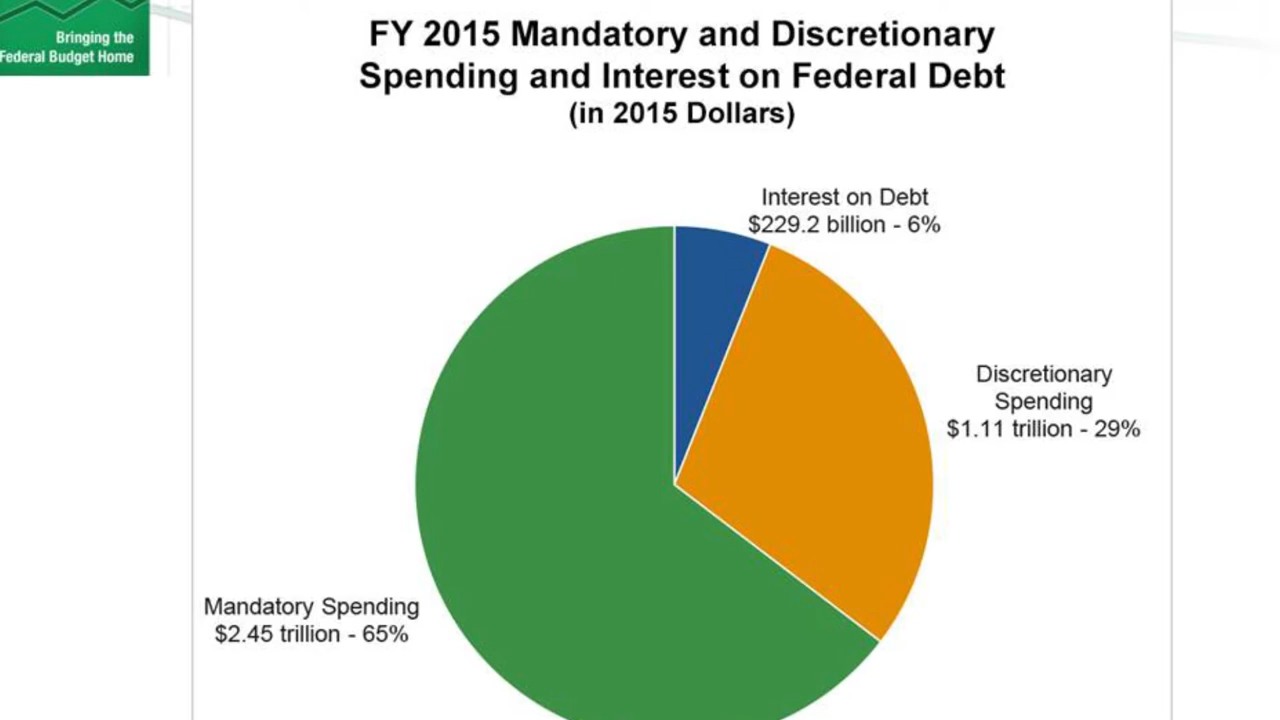 Bringing the
Federal Budget Home
FY 2015 Mandatory and Discretionary
Spending and Interest on Federal Debt
(in 2015 Dollars)
Interest on Debt
$229.2 billion - 6%
Discretionary
Spending
$1.11 trillion - 29%
Mandatory Spending
$2.45 trillion - 65%